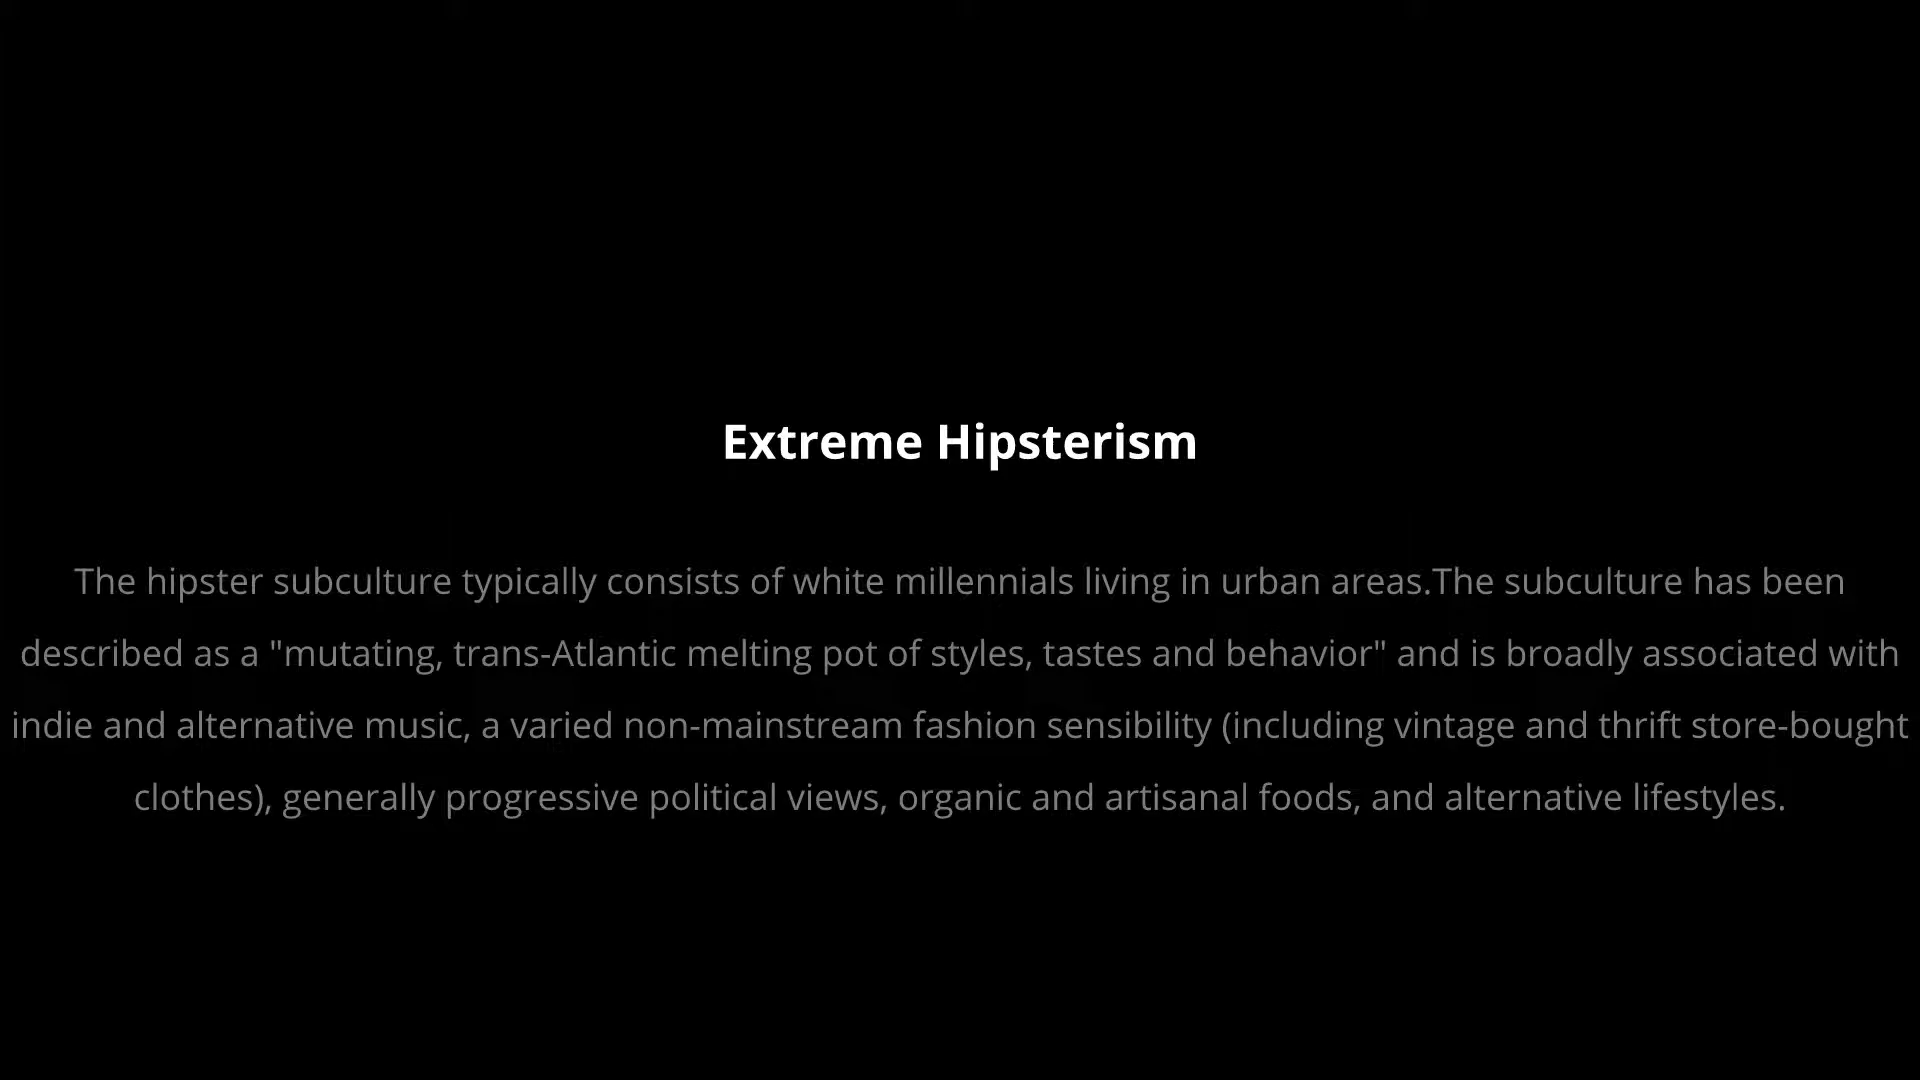 Extreme Hipsterism
The hipster subculture typically consists of white millennials living in urban areas.The subculture has been
described as a "mutating, trans-Atlantic melting pot of styles, tastes and behavior" and is broadly associated with
indie and alternative music, a varied non-mainstream fashion sensibility (including vintage and thrift store-bought
clothes), generally progressive political views, organic and artisanal foods, and alternative lifestyles.